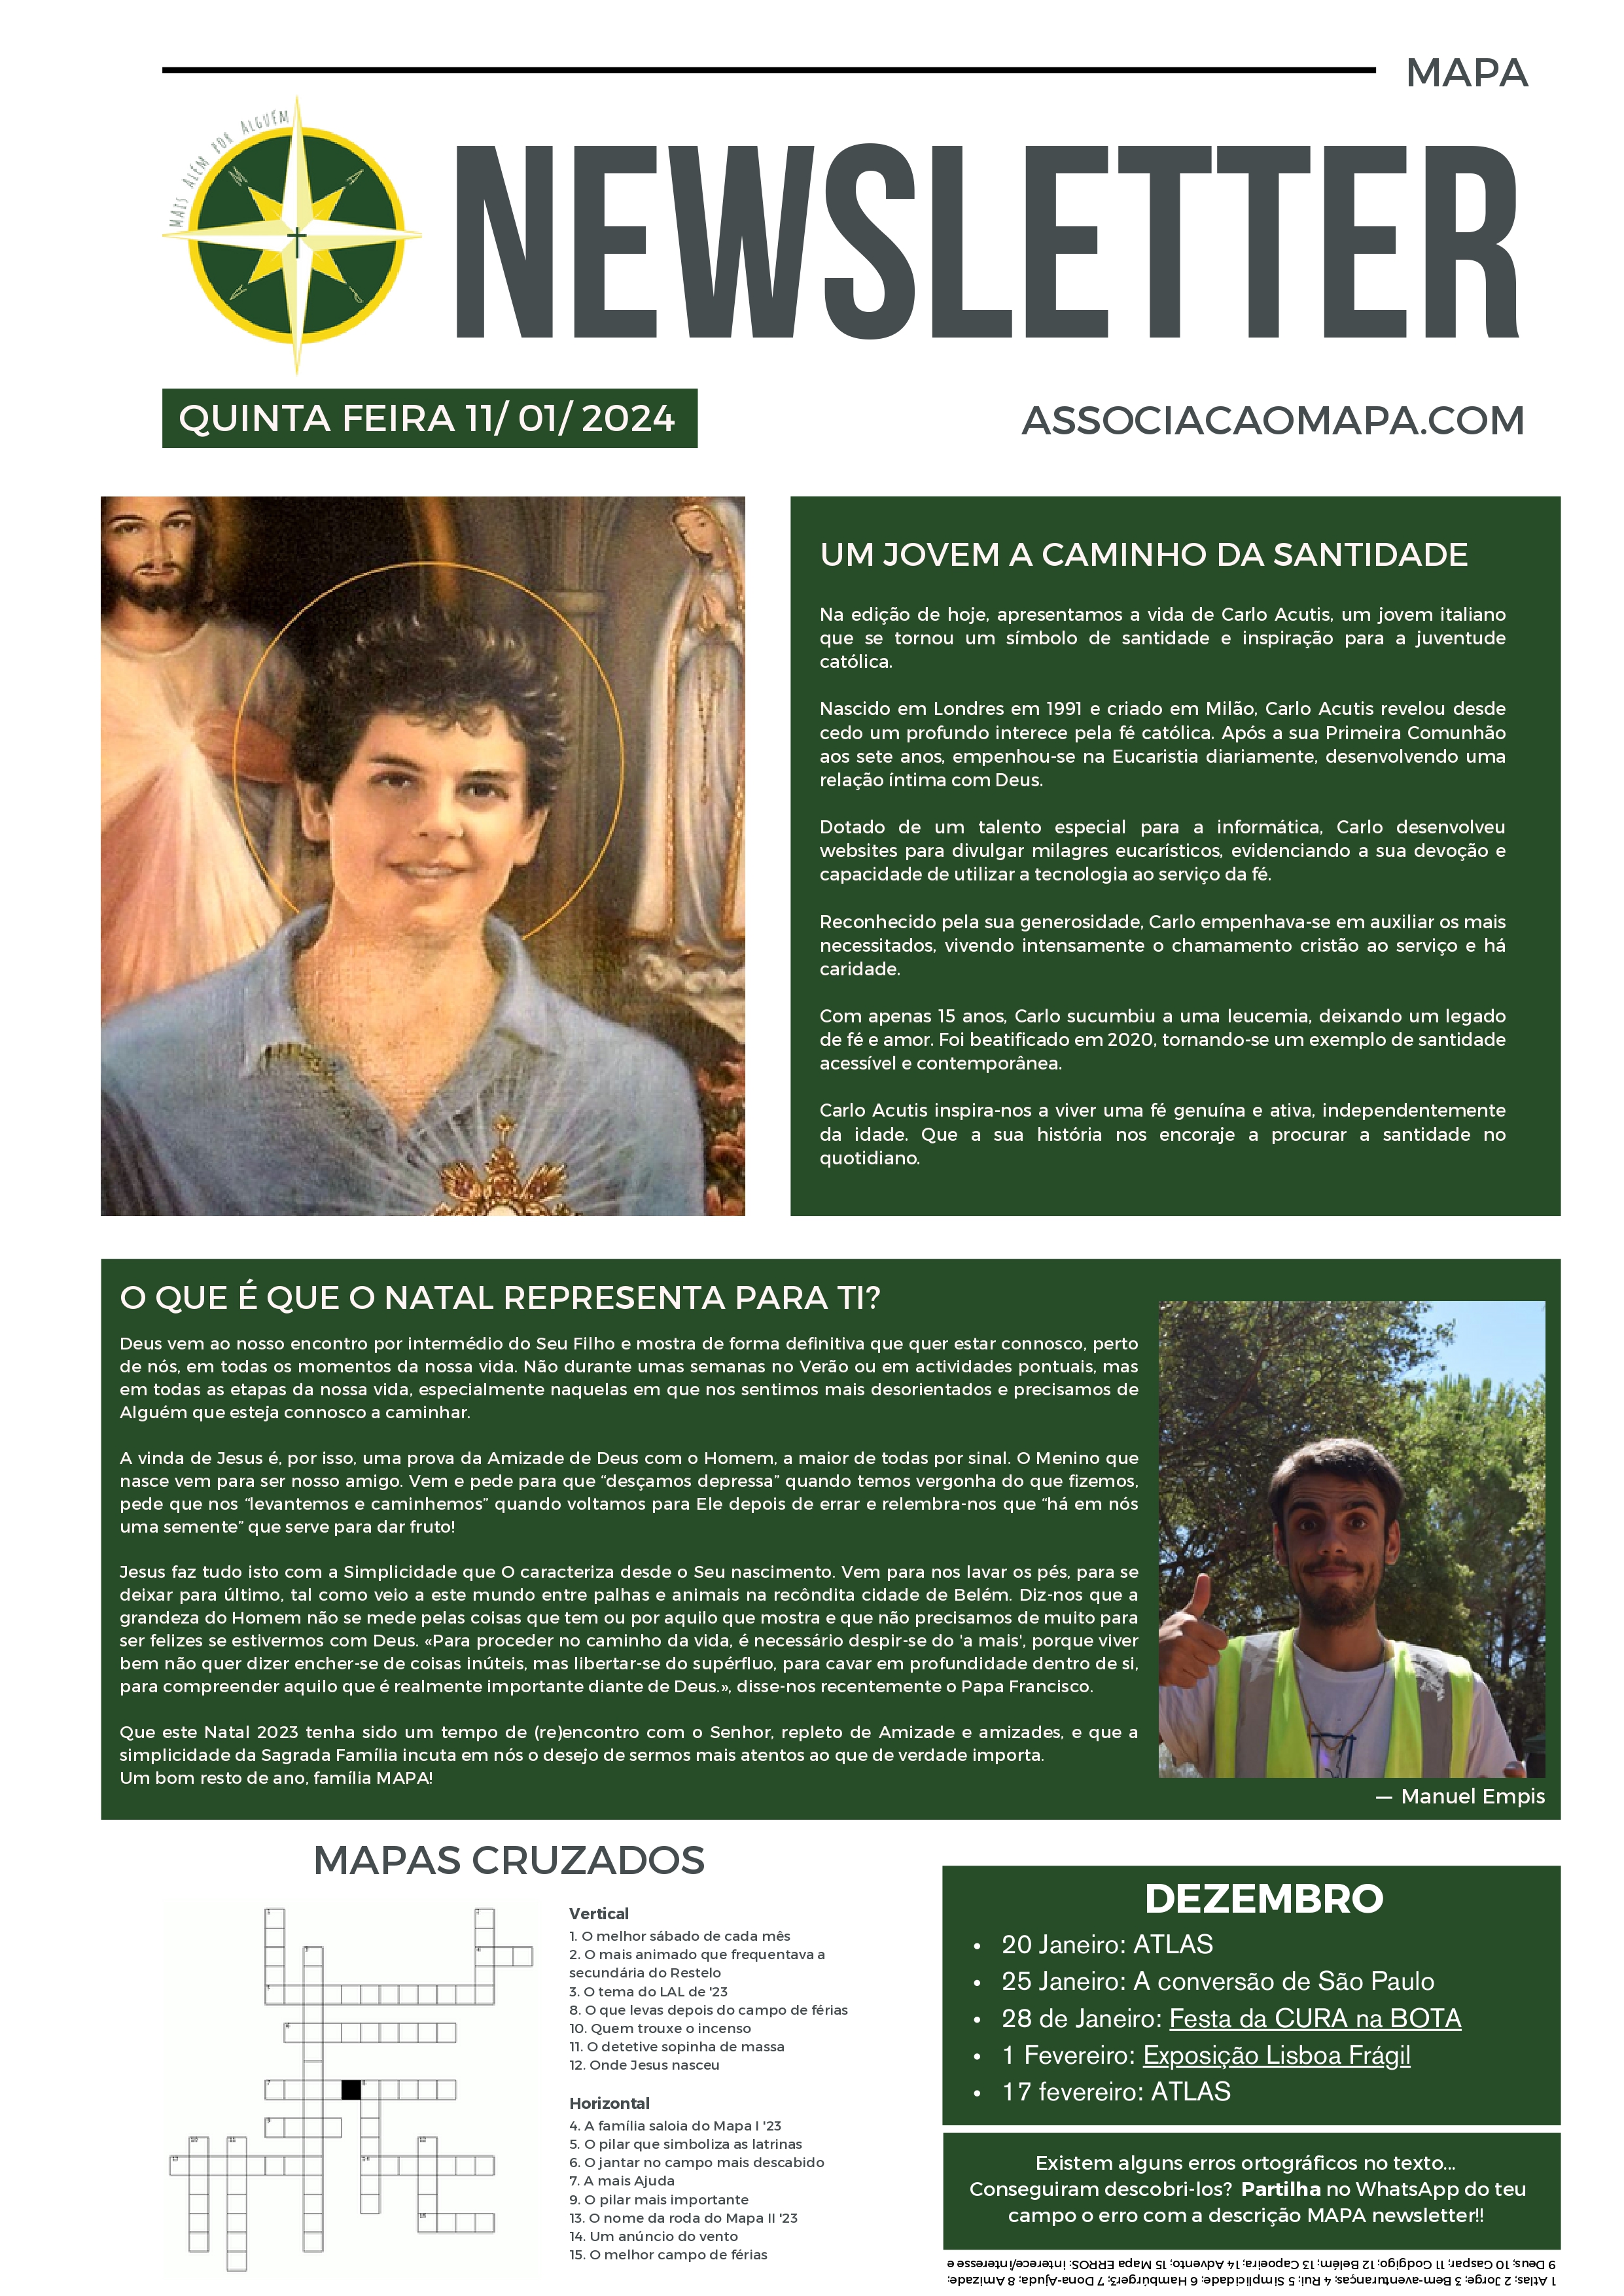 MAPA
MAIS ALÉM POR ALGUÉM
M A
A P
NEWSLETTER
QUINTA FEIRA 11/ 01/ 2024
ASSOCIACAOMAPA.COM
UM JOVEM A CAMINHO DA SANTIDADE
Na edição de hoje, apresentamos a vida de Carlo Acutis, um jovem italiano
que se tornou um símbolo de santidade e inspiração para a juventude
católica.
Nascido em Londres em 1991 e criado em Milão, Carlo Acutis revelou desde
cedo um profundo interece pela fé católica. Após a sua Primeira Comunhão
aos sete anos, empenhou-se na Eucaristia diariamente, desenvolvendo uma
relação íntima com Deus.
Dotado de um talento especial para a informática, Carlo desenvolveu
websites para divulgar milagres eucarísticos, evidenciando a sua devoção e
capacidade de utilizar a tecnologia ao serviço da fé.
Reconhecido pela sua generosidade, Carlo empenhava-se em auxiliar os mais
necessitados, vivendo intensamente o chamamento cristão ao serviço e há
caridade.
Com apenas 15 anos, Carlo sucumbiu a uma leucemia, deixando um legado
de fé e amor. Foi beatificado em 2020, tornando-se um exemplo de santidade
acessível e contemporânea.
Carlo Acutis inspira-nos a viver uma fé genuína e ativa, independentemente
da idade. Que a sua história nos encoraje a procurar a santidade no
quotidiano.
O QUE É QUE O NATAL REPRESENTA PARA TI?
Deus vem ao nosso encontro por intermédio do Seu Filho e mostra de forma definitiva que quer estar connosco, perto
de nós, em todas os momentos da nossa vida. Não durante umas semanas no Verão ou em actividades pontuais, mas
em todas as etapas da nossa vida, especialmente naquelas em que nos sentimos mais desorientados e precisamos de
Alguém que esteja connosco a caminhar.
A vinda de Jesus é, por isso, uma prova da Amizade de Deus com o Homem, a maior de todas por sinal. O Menino que
nasce vem para ser nosso amigo. Vem e pede para que “desçamos depressa” quando temos vergonha do que fizemos,
pede que nos “levantemos e caminhemos” quando voltamos para Ele depois de errar e relembra-nos que “há em nós
uma semente” que serve para dar fruto!
Jesus faz tudo isto com a Simplicidade que O caracteriza desde o Seu nascimento. Vem para nos lavar os pés, para se
deixar para último, tal como veio a este mundo entre palhas e animais na recôndita cidade de Belém. Diz-nos que a
grandeza do Homem não se mede pelas coisas que tem ou por aquilo que mostra e que não precisamos de muito para
ser felizes se estivermos com Deus. «Para proceder no caminho da vida, é necessário despir-se do 'a mais', porque viver
bem não quer dizer encher-se de coisas inúteis, mas libertar-se do supérfluo, para cavar em profundidade dentro de si,
para compreender aquilo que é realmente importante diante de Deus.», disse-nos recentemente o Papa Francisco.
Que este Natal 2023 tenha sido um tempo de (re)encontro com o Senhor, repleto de Amizade e amizades, e que a
simplicidade da Sagrada Família incuta em nós o desejo de sermos mais atentos ao que de verdade importa.
Um bom resto de ano, família MAPA!
— Manuel Empis
MAPAS CRUZADOS
Vertical
1. O melhor sábado de cada mês
2. O mais animado que frequentava a
secundária do Restelo
3. O tema do LAL de '23
8. O que levas depois do campo de férias
10. Quem trouxe o incenso
11. O detetive sopinha de massa
12. Onde Jesus nasceu
Horizontal
4. A família saloia do Mapa I '23
5. O pilar que simboliza as latrinas
6. O jantar no campo mais descabido
7. A mais Ajuda
9. O pilar mais importante
13. O nome da roda do Mapa II '23
14. Um anúncio do vento
15. O melhor campo de férias
DEZEMBRO
• 20 Janeiro: ATLAS
• 25 Janeiro: A conversão de São Paulo
• 28 de Janeiro: Festa da CURA na BOTA
• 1 Fevereiro: Exposição Lisboa Frágil
• 17 fevereiro: ATLAS
Existem alguns erros ortográficos no texto...
Conseguiram descobri-los? Partilha no WhatsApp do teu
campo o erro com a descrição MAPA newsletter!!
1 Atlas; 2 Jorge; 3 Bem-aventuranças; 4 Rui; 5 Simplicidade; 6 Hambúrger3; 7 Dona-Ajuda; 8 Amizade;
9 Deus; 10 Gaspar; 11 Godgigo; 12 Belém; 13 Capoeira; 14 Advento; 15 Mapa ERROS: interece/interesse e